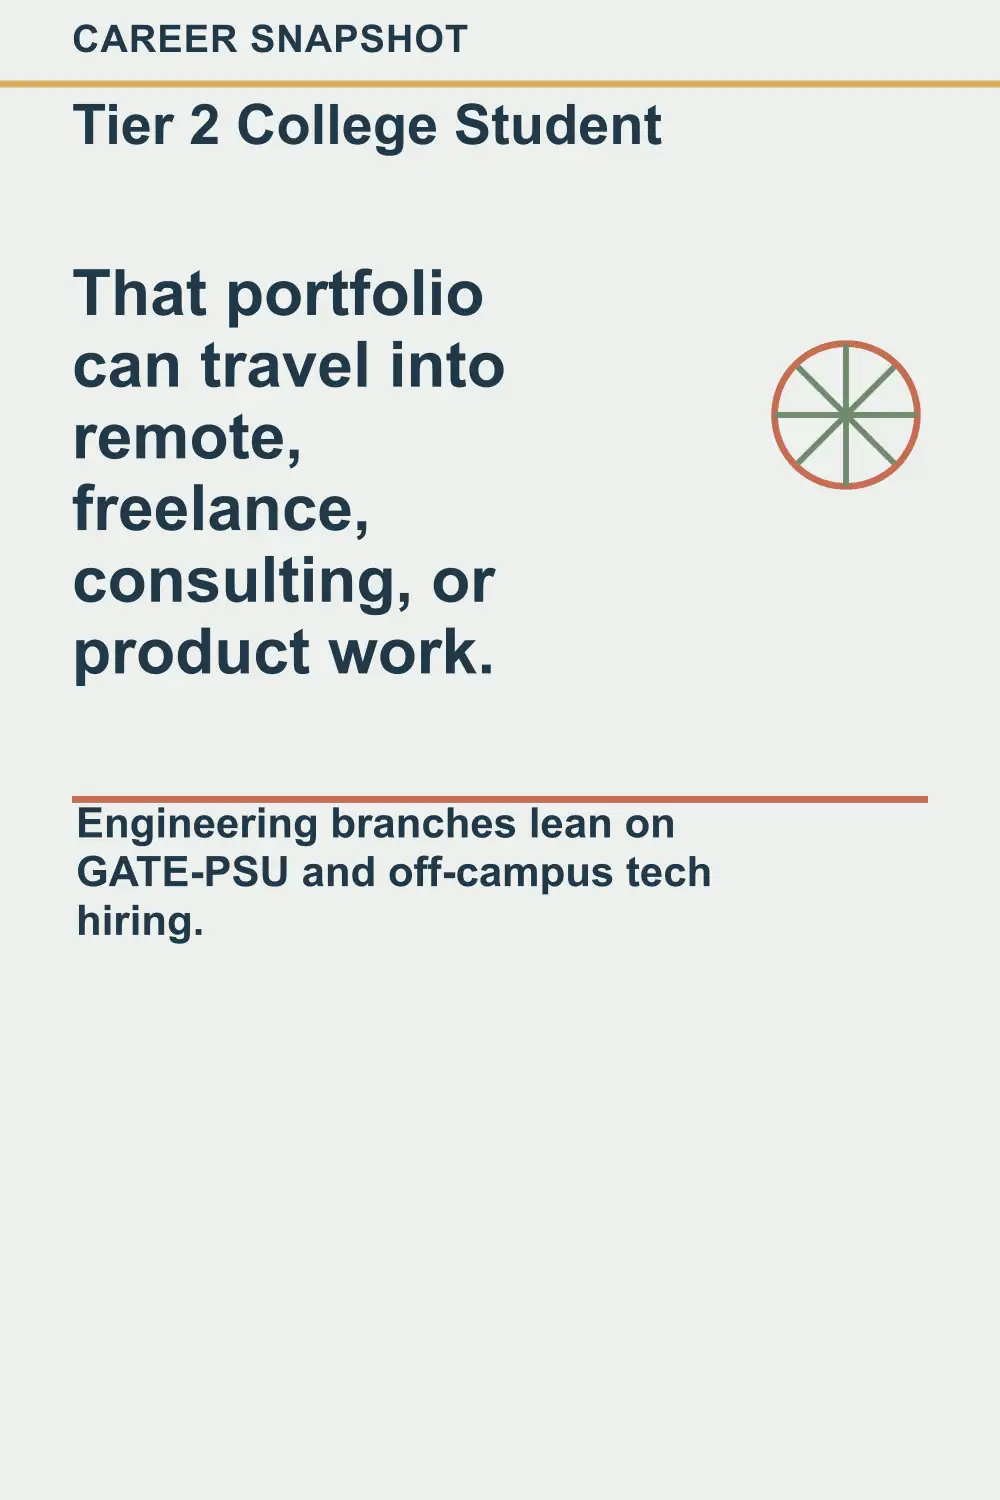 CAREER SNAPSHOT
Tier 2 College Student
That portfolio
can travel into
remote,
freelance,
consulting, or
product work.
Engineering branches lean on
GATE-PSU and off-campus tech
hiring.